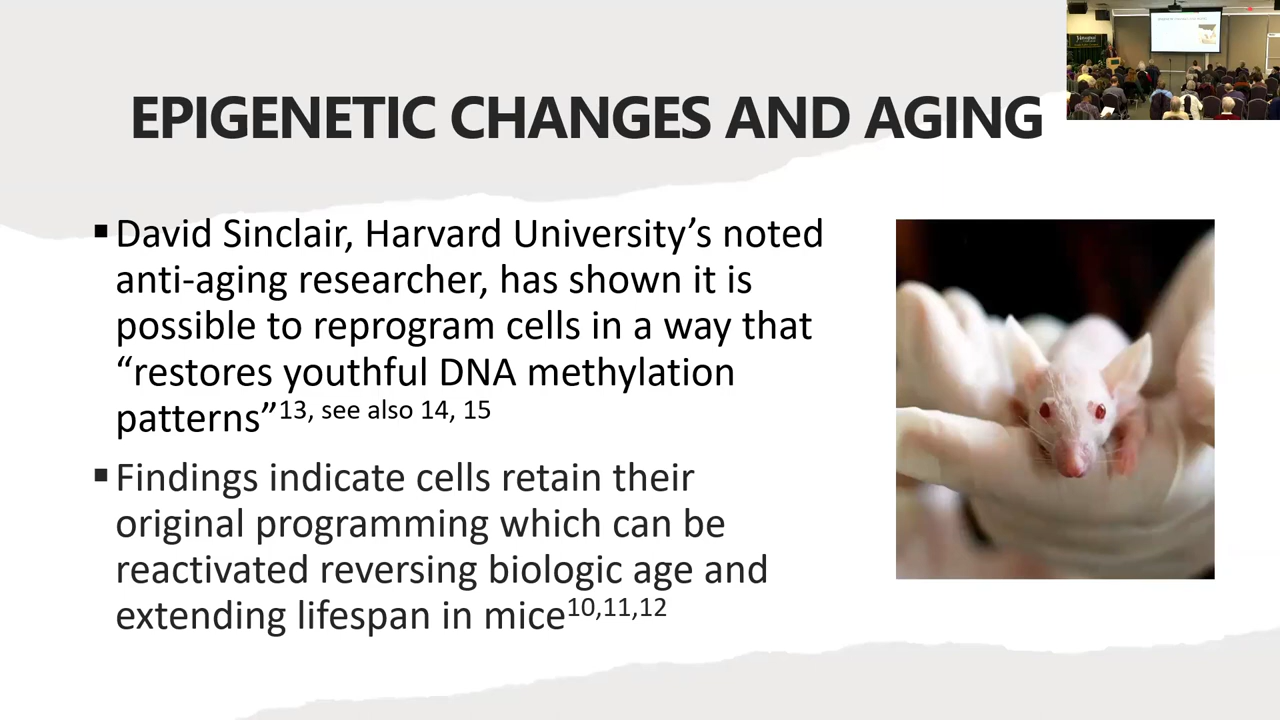 EPIGENETIC CHANGES AND AGING
▪David Sinclair, Harvard University’s noted
anti-aging researcher, has shown it is
possible to reprogram cells in a way that
“restores youthful DNA methylation
patterns”13, see also 14, 15
▪Findings indicate cells retain their
original programming which can be
reactivated reversing biologic age and
extending lifespan in mice10,11,12